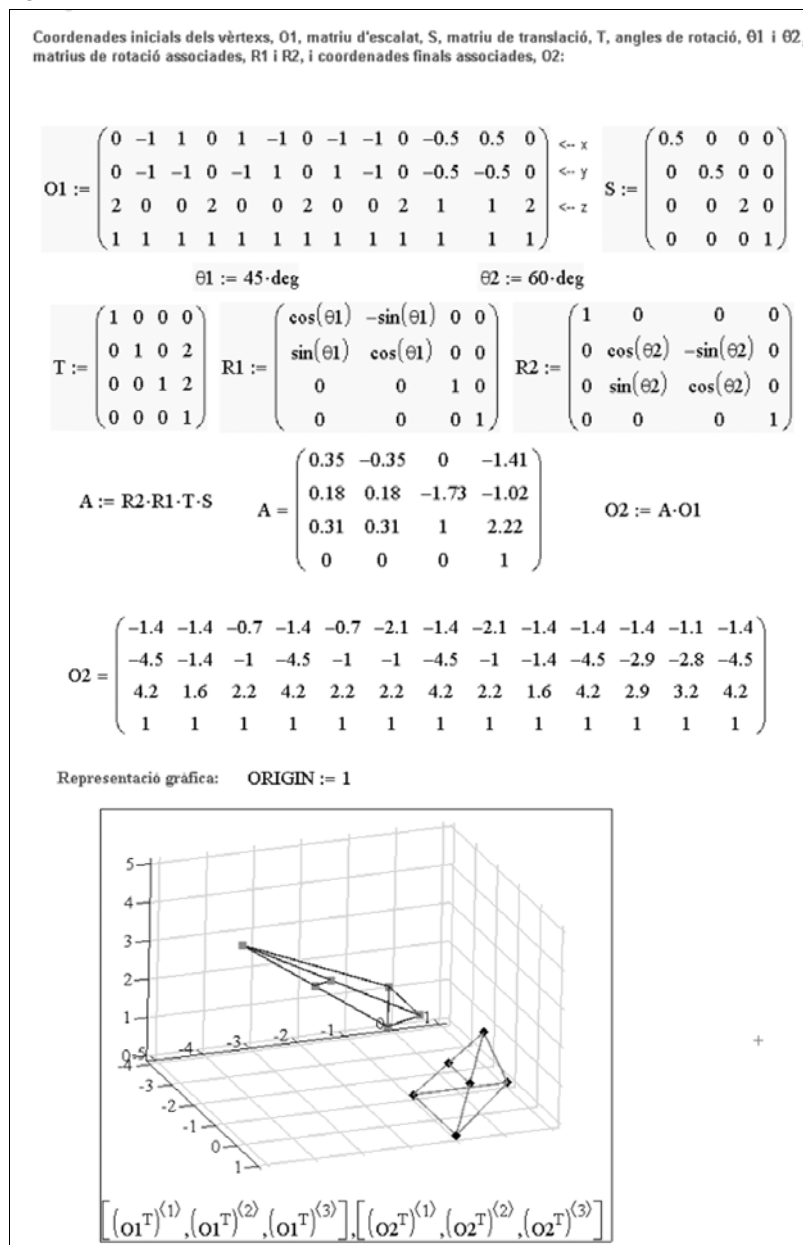 Coordenades inicials dels vèrtexs, O1, matriu d'escalat, S, matriu de translació, T, angles de rotació, θ1 i θ2,
matrius de rotació associades, R1 i R2, i coordenades finals associades, O2:
O1 :=
0 -1 1 0 1 -1 0 -1 -1 0 -0.5 0.5 0 <-- x
0 -1 -1 0 -1 1 0 1 -1 0 -0.5 -0.5 0 <-- y
2 0 0 2 0 0 2 0 0 2 1 1 2 <-- z
1 1 1 1 1 1 1 1 1 1 1 1 1
S :=
0.5 0 0 0
0 0.5 0 0
0 0 2 0
0 0 0 1
θ1 := 45·deg
θ2 := 60·deg
T :=
1 0 0 0
0 1 0 2
0 0 1 2
0 0 0 1
R1 :=
cos(θ1) -sin(θ1) 0 0
sin(θ1) cos(θ1) 0 0
0 0 1 0
0 0 0 1
R2 :=
1 0 0 0
0 cos(θ2) -sin(θ2) 0
0 sin(θ2) cos(θ2) 0
0 0 0 1
A := R2·R1·T·S
A =
0.35 -0.35 0 -1.41
0.18 0.18 -1.73 -1.02
0.31 0.31 1 2.22
0 0 0 1
O2 := A·O1
O2 =
-1.4 -1.4 -0.7 -1.4 -0.7 -2.1 -1.4 -2.1 -1.4 -1.4 -1.4 -1.1 -1.4
-4.5 -1.4 -1 -4.5 -1 -1 -4.5 -1 -1.4 -4.5 -2.9 -2.8 -4.5
4.2 1.6 2.2 4.2 2.2 2.2 4.2 2.2 1.6 4.2 2.9 3.2 4.2
1 1 1 1 1 1 1 1 1 1 1 1 1
Representació gràfica: ORIGIN := 1
5
4
3
2
1
0
-5 -4 -3 -2 -1 0 1
-4
-3
-2
-1
0
1
[(O1ᵀ)⟨1⟩,(O1ᵀ)⟨2⟩,(O1ᵀ)⟨3⟩],[(O2ᵀ)⟨1⟩,(O2ᵀ)⟨2⟩,(O2ᵀ)⟨3⟩]